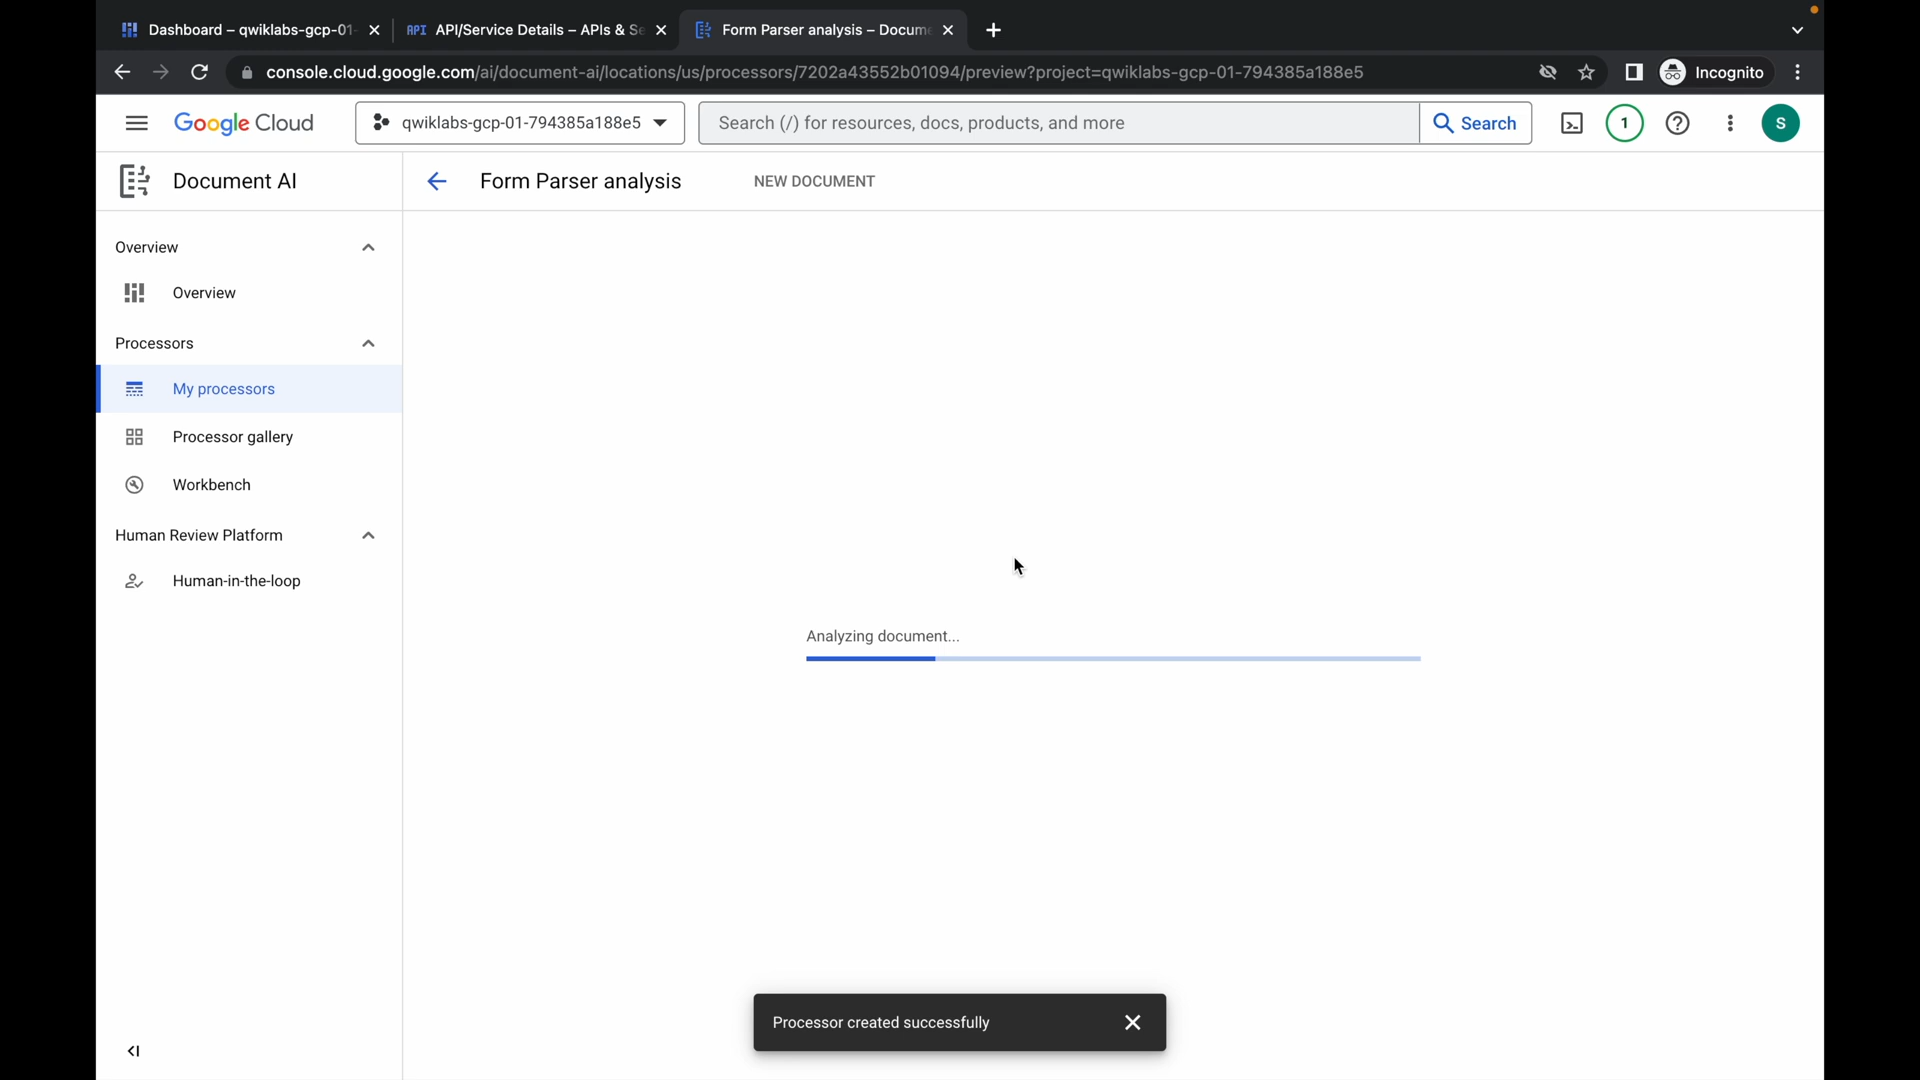 Dashboard – qwiklabs-gcp-01-
API API/Service Details – APIs & Se
Form Parser analysis – Docume
console.cloud.google.com/ai/document-ai/locations/us/processors/7202a43552b01094/preview?project=qwiklabs-gcp-01-794385a188e5
Incognito
Google Cloud
qwiklabs-gcp-01-794385a188e5
Search (/) for resources, docs, products, and more
Search
1
S
Document AI
Form Parser analysis
NEW DOCUMENT
Overview
Overview
Processors
My processors
Processor gallery
Workbench
Human Review Platform
Human-in-the-loop
Analyzing document...
Processor created successfully